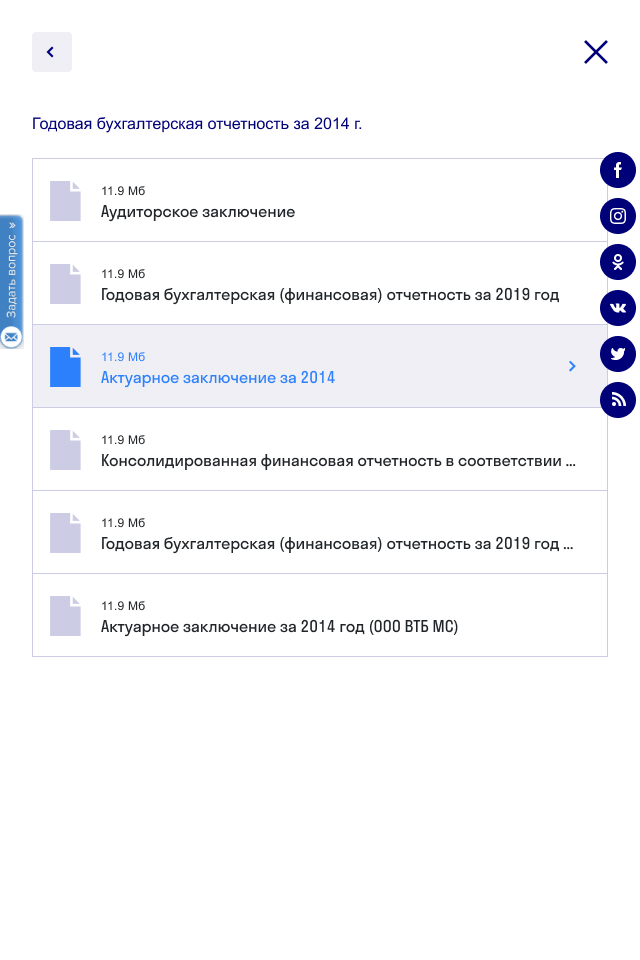 Годовая бухгалтерская отчетность за 2014 г.
11.9 Мб
Аудиторское заключение
11.9 Мб
Годовая бухгалтерская (финансовая) отчетность за 2019 год
Задать вопрос »
11.9 Мб
Актуарное заключение за 2014
11.9 Мб
Консолидированная финансовая отчетность в соответствии ...
11.9 Мб
Годовая бухгалтерская (финансовая) отчетность за 2019 год ...
11.9 Мб
Актуарное заключение за 2014 год (ООО ВТБ МС)